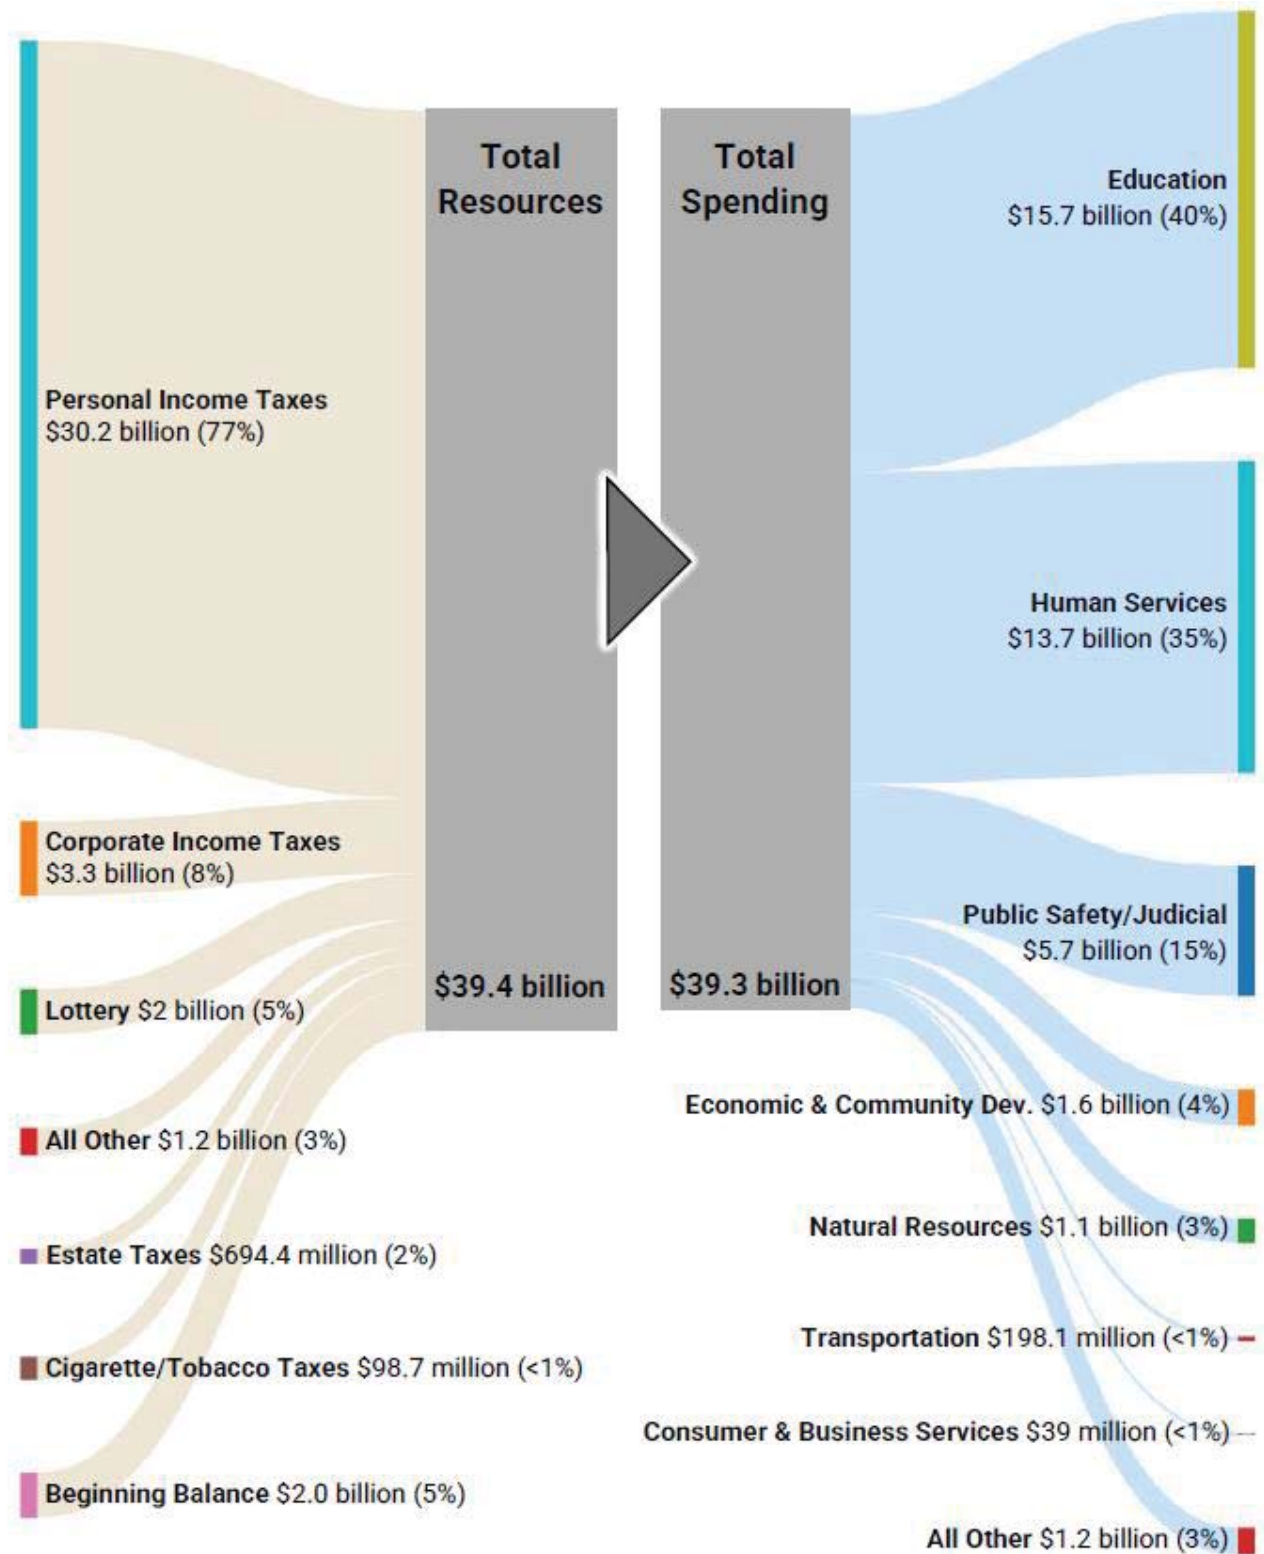 Total
Resources
$39.4 billion
Total
Spending
$39.3 billion
Personal Income Taxes
$30.2 billion (77%)
Corporate Income Taxes
$3.3 billion (8%)
Lottery $2 billion (5%)
All Other $1.2 billion (3%)
Estate Taxes $694.4 million (2%)
Cigarette/Tobacco Taxes $98.7 million (<1%)
Beginning Balance $2.0 billion (5%)
Education
$15.7 billion (40%)
Human Services
$13.7 billion (35%)
Public Safety/Judicial
$5.7 billion (15%)
Economic & Community Dev. $1.6 billion (4%)
Natural Resources $1.1 billion (3%)
Transportation $198.1 million (<1%)
Consumer & Business Services $39 million (<1%)
All Other $1.2 billion (3%)